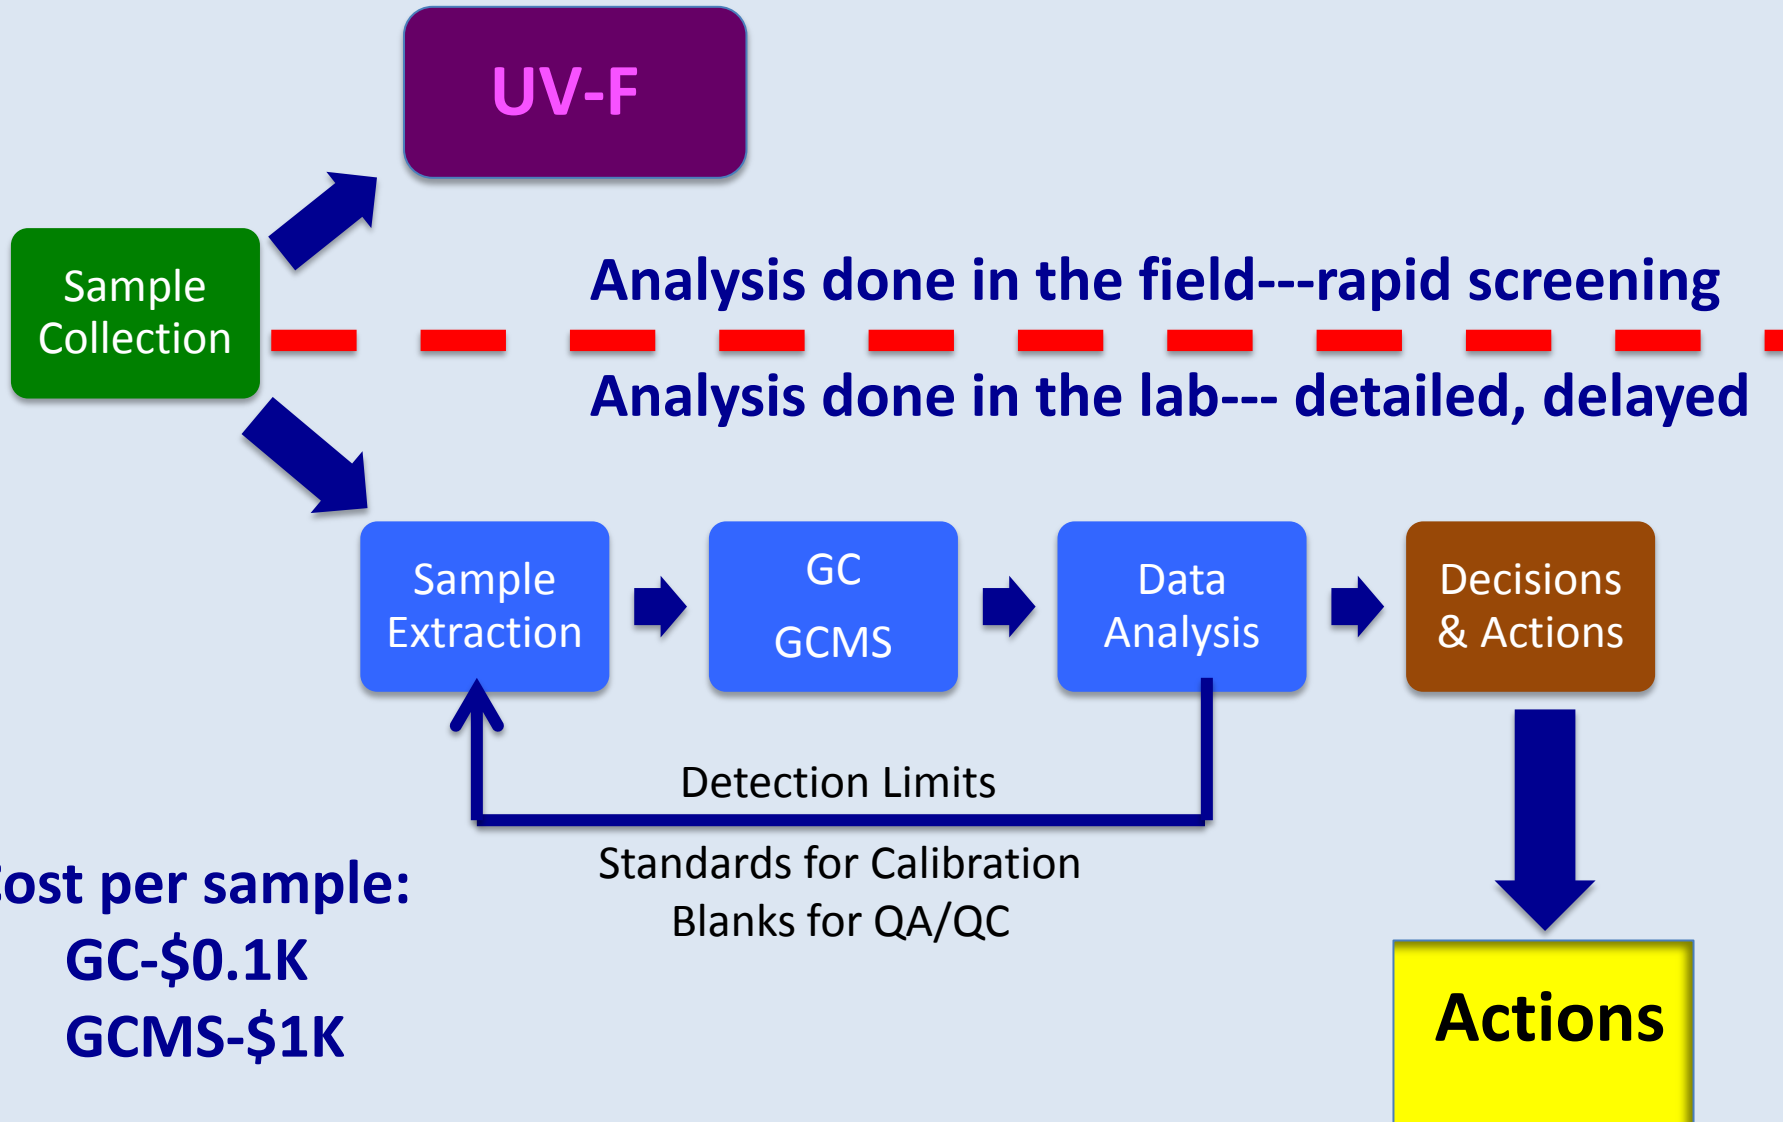 UV-F
Sample
Collection
Analysis done in the field---rapid screening
Analysis done in the lab--- detailed, delayed
Sample
Extraction
GC
GCMS
Data
Analysis
Decisions
& Actions
Detection Limits
Standards for Calibration
Blanks for QA/QC
Cost per sample:
GC-$0.1K
GCMS-$1K
Actions